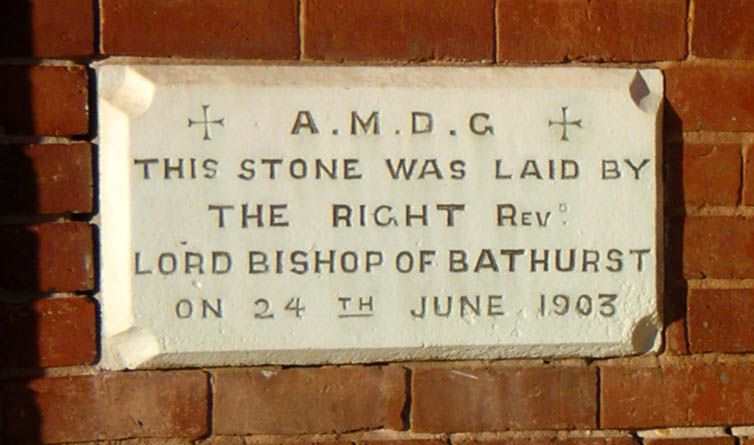 A.M.D.G
THIS STONE WAS LAID BY
THE RIGHT REVD.
LORD BISHOP OF BATHURST
ON 24 TH JUNE 1903